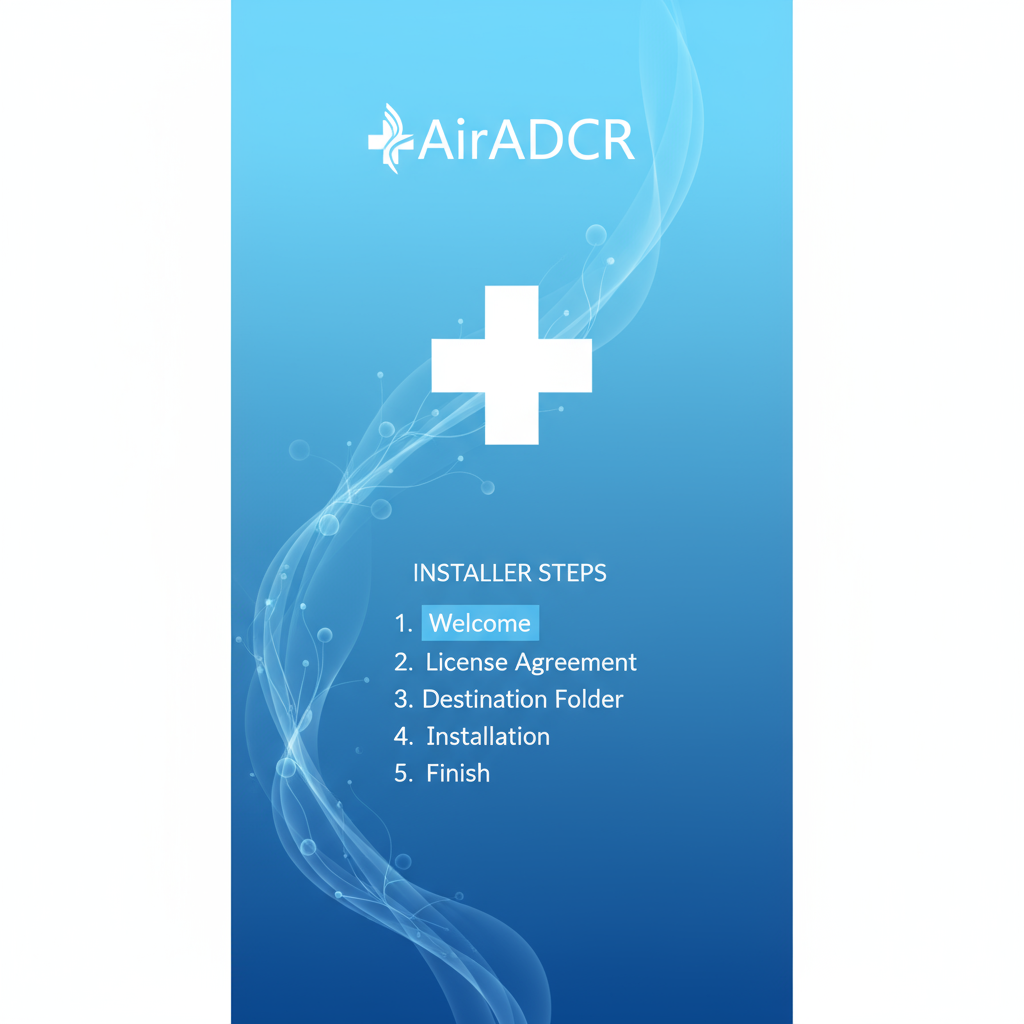 AirADCR
INSTALLER STEPS
1. Welcome
2. License Agreement
3. Destination Folder
4. Installation
5. Finish